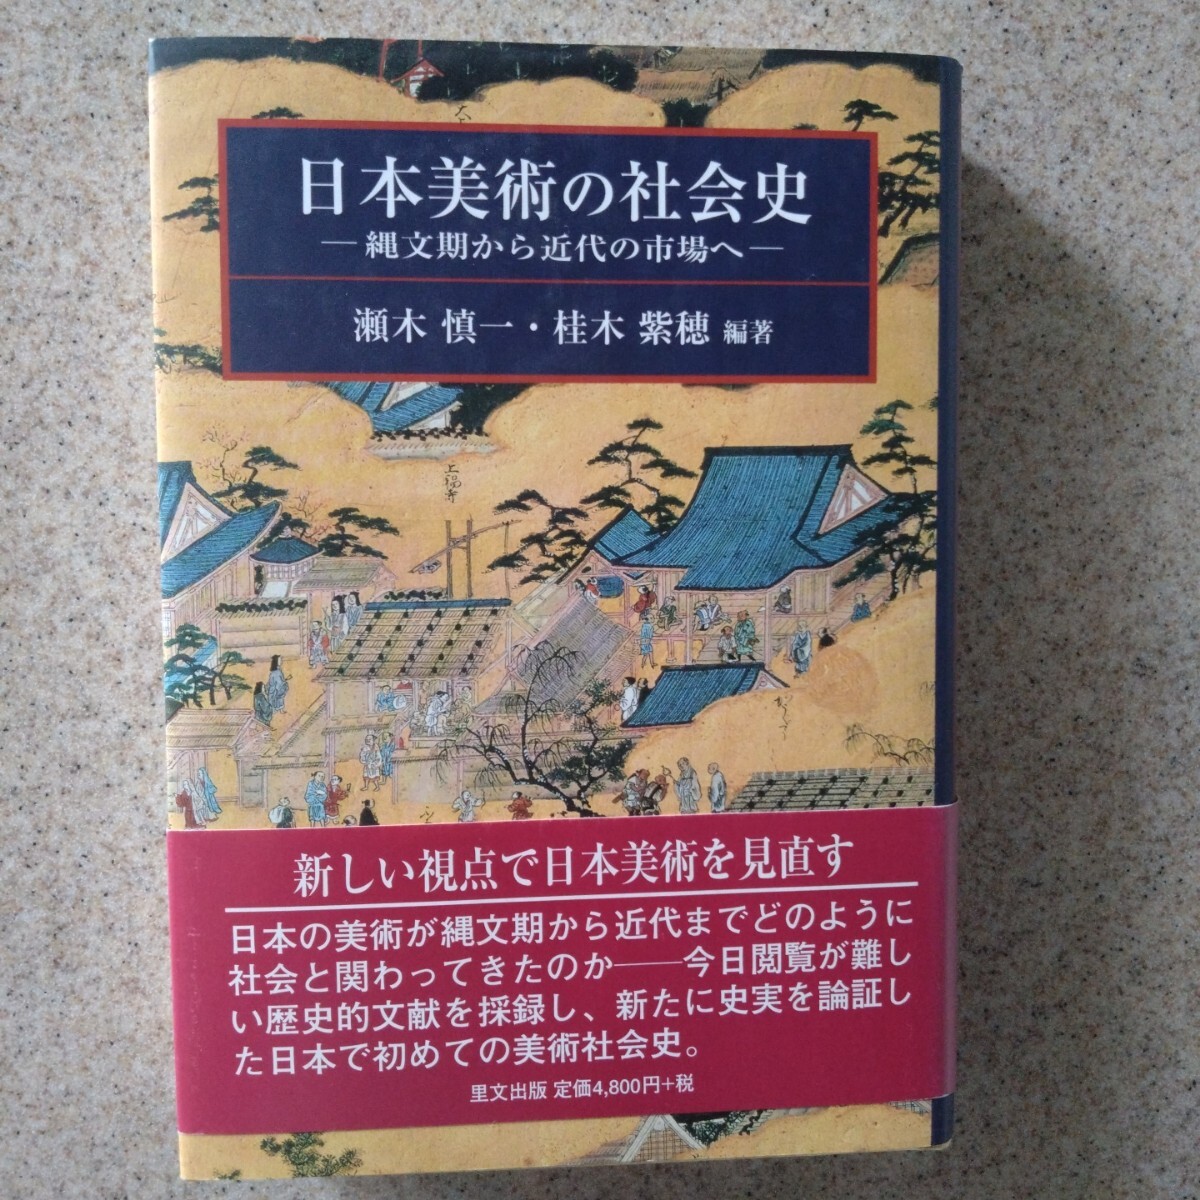 日本美術の社会史
―縄文期から近代の市場へ―
瀬木 慎一・桂木 紫穂 編著
上福寺
新しい視点で日本美術を見直す
日本の美術が縄文期から近代までどのように
社会と関わってきたのか――今日閲覧が難し
い歴史的文献を採録し、新たに史実を論証し
た日本で初めての美術社会史。
里文出版 定価4,800円+税